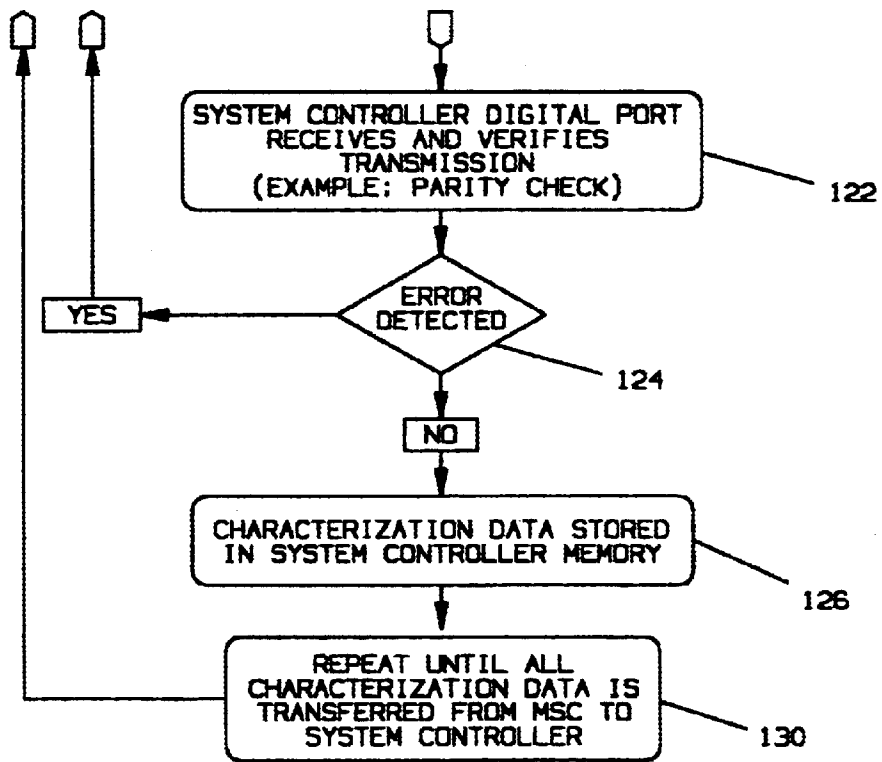 SYSTEM CONTROLLER DIGITAL PORT
RECEIVES AND VERIFIES
TRANSMISSION
(EXAMPLE: PARITY CHECK)
122
ERROR
DETECTED
YES
124
NO
CHARACTERIZATION DATA STORED
IN SYSTEM CONTROLLER MEMORY
126
REPEAT UNTIL ALL
CHARACTERIZATION DATA IS
TRANSFERRED FROM MSC TO
SYSTEM CONTROLLER
130